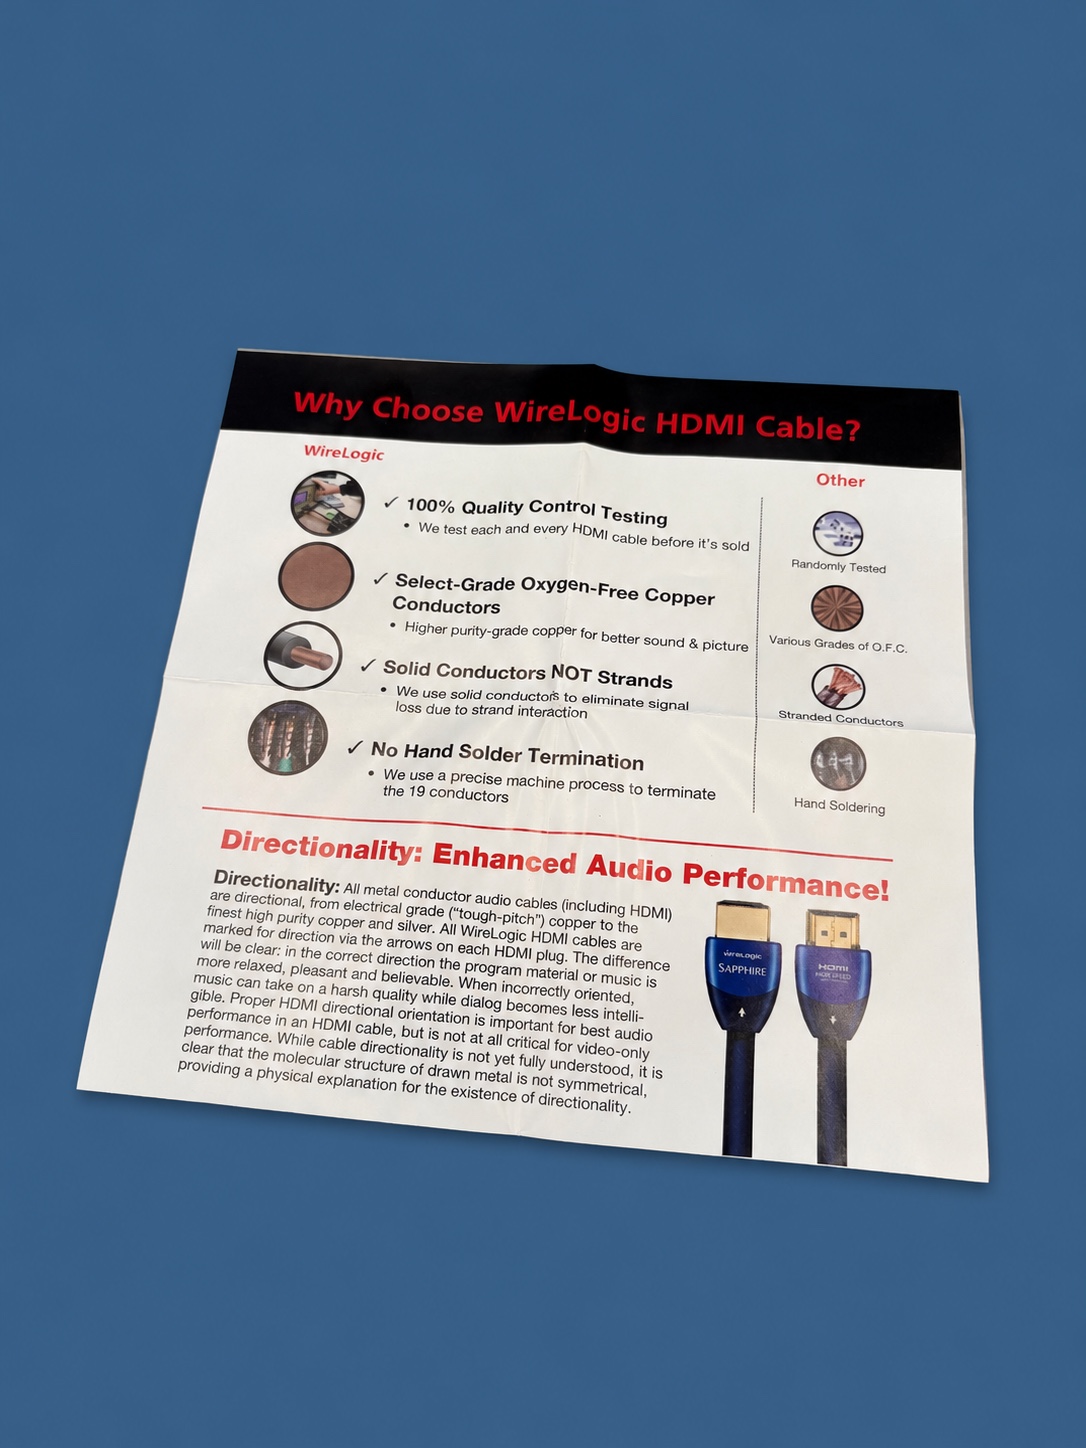 Why Choose WireLogic HDMI Cable?
WireLogic
✓ 100% Quality Control Testing
• We test each and every HDMI cable before it's sold
✓ Select-Grade Oxygen-Free Copper
Conductors
• Higher purity-grade copper for better sound & picture
✓ Solid Conductors NOT Strands
• We use solid conductors to eliminate signal
loss due to strand interaction
✓ No Hand Solder Termination
• We use a precise machine process to terminate
the 19 conductors
Other
Randomly Tested
Various Grades of O.F.C.
Stranded Conductors
Hand Soldering
Directionality: Enhanced Audio Performance!
Directionality: All metal conductor audio cables (including HDMI)
are directional, from electrical grade ("tough-pitch") copper to the
finest high purity copper and silver. All WireLogic HDMI cables are
marked for direction via the arrows on each HDMI plug. The difference
will be clear: in the correct direction the program material or music is
more relaxed, pleasant and believable. When incorrectly oriented,
music can take on a harsh quality while dialog becomes less intelli-
gible. Proper HDMI directional orientation is important for best audio
performance in an HDMI cable, but is not at all critical for video-only
performance. While cable directionality is not yet fully understood, it is
clear that the molecular structure of drawn metal is not symmetrical,
providing a physical explanation for the existence of directionality.
WireLogic
SAPPHIRE
HDMI
HIGH SPEED